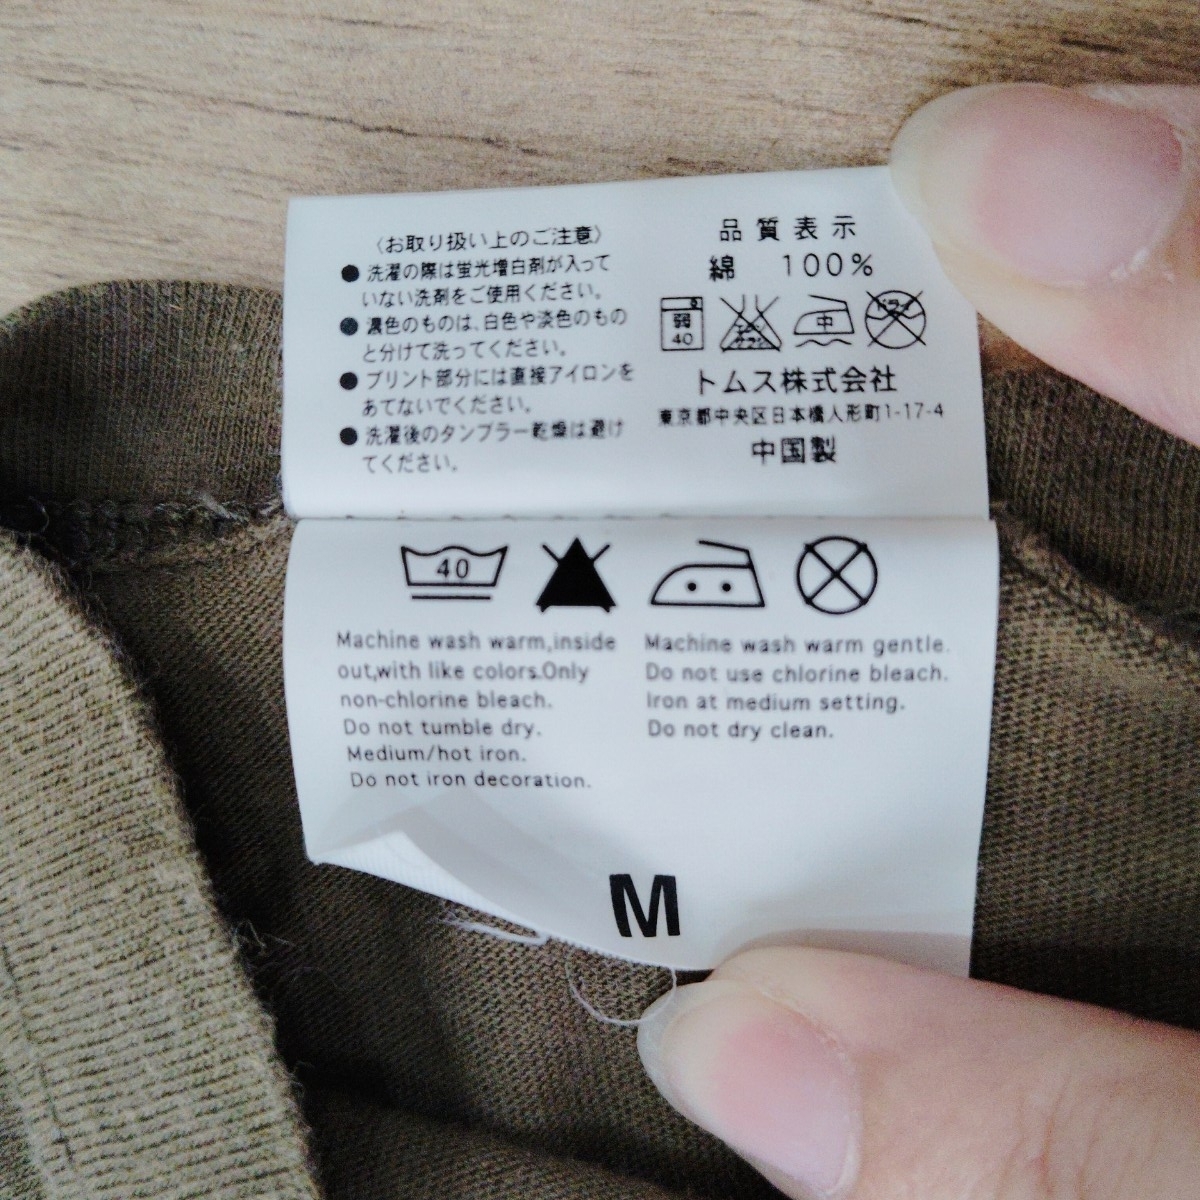 〈お取り扱い上のご注意〉
●洗濯の際は蛍光増白剤が入って
いない洗剤をご使用ください。
●濃色のものは、白色や淡色のもの
と分けて洗ってください。
●プリント部分には直接アイロンを
あてないでください。
●洗濯後のタンブラー乾燥は避け
てください。
品質表示
綿 100%
弱
40
エンソ
サラシ
中
ドライ
トムス株式会社
東京都中央区日本橋人形町1-17-4
中国製
40
Machine wash warm,inside
out,with like colors.Only
non-chlorine bleach.
Do not tumble dry.
Medium/hot iron.
Do not iron decoration.
Machine wash warm gentle.
Do not use chlorine bleach.
Iron at medium setting.
Do not dry clean.
M